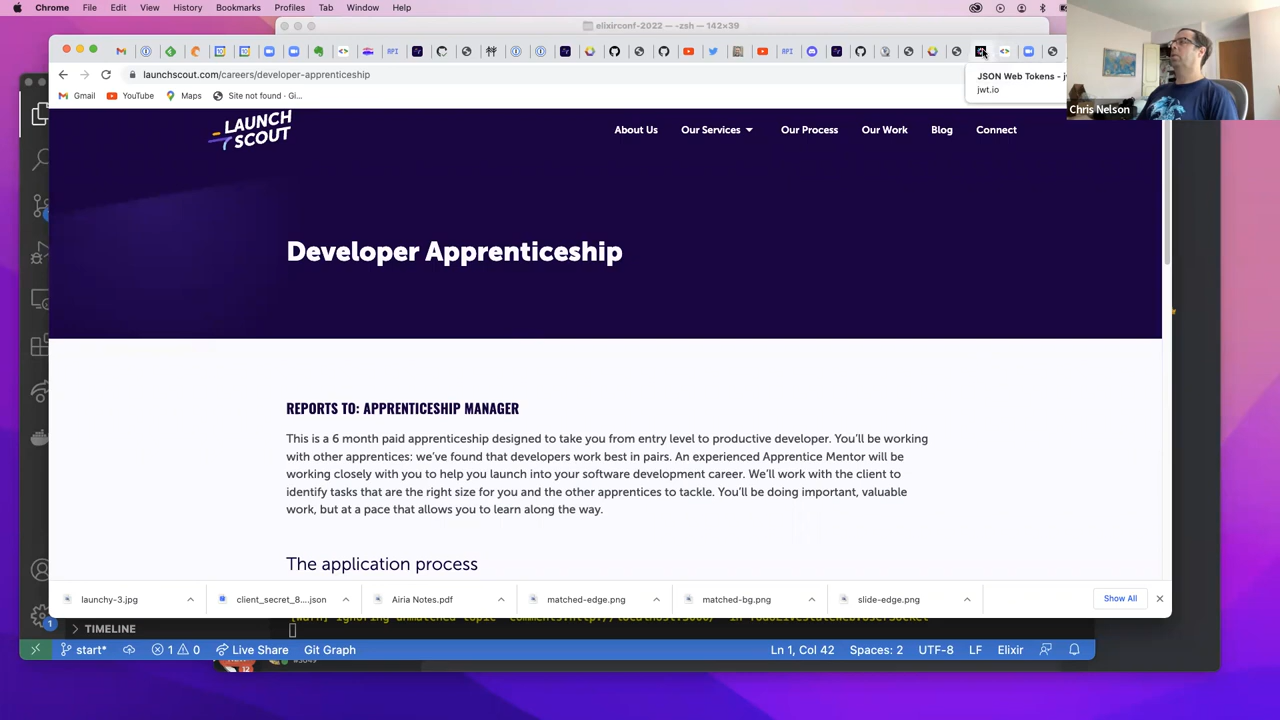 Chrome File Edit View History Bookmarks Profiles Tab Window Help
elixirconf-2022 — -zsh — 142×39
launchscout.com/careers/developer-apprenticeship
JSON Web Tokens - j
jwt.io
Gmail YouTube Maps Site not found · Gi...
Chris Nelson
LAUNCH
SCOUT
About Us Our Services Our Process Our Work Blog Connect
Developer Apprenticeship
REPORTS TO: APPRENTICESHIP MANAGER
This is a 6 month paid apprenticeship designed to take you from entry level to productive developer. You'll be working
with other apprentices: we've found that developers work best in pairs. An experienced Apprentice Mentor will be
working closely with you to help you launch into your software development career. We'll work with the client to
identify tasks that are the right size for you and the other apprentices to tackle. You'll be doing important, valuable
work, but at a pace that allows you to learn along the way.
The application process
launchy-3.jpg client_secret_8....json Airia Notes.pdf matched-edge.png matched-bg.png slide-edge.png Show All
1 TIMELINE
start* 1 0 Live Share Git Graph Ln 1, Col 42 Spaces: 2 UTF-8 LF Elixir
12